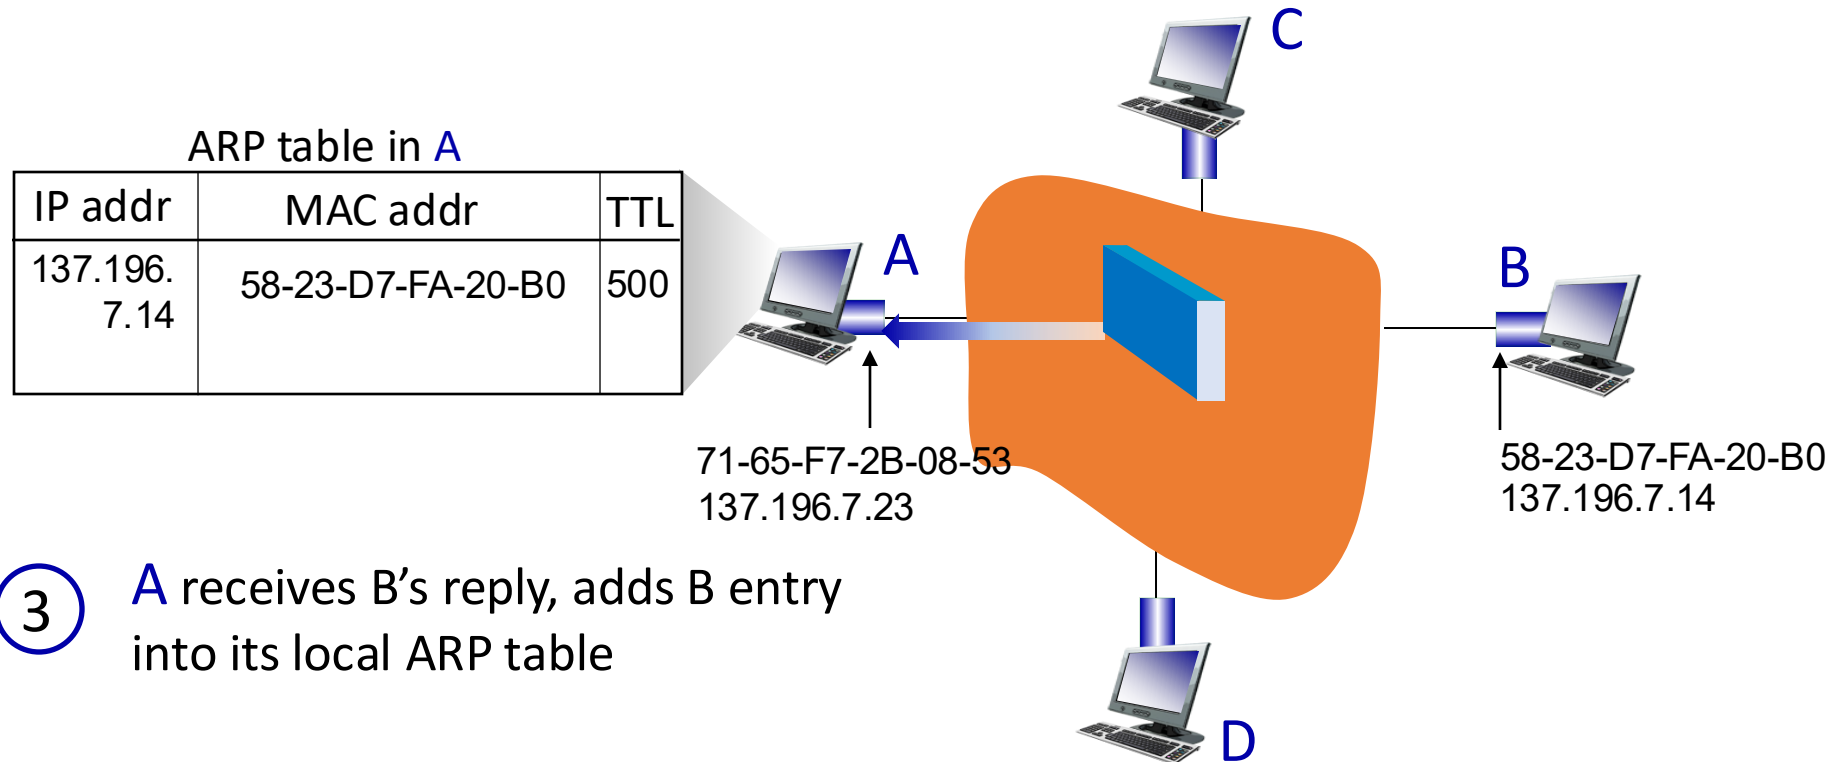 C
ARP table in A
IP addr MAC addr TTL
137.196.
7.14
58-23-D7-FA-20-B0 500
A
B
71-65-F7-2B-08-53
137.196.7.23
58-23-D7-FA-20-B0
137.196.7.14
3
A receives B’s reply, adds B entry
into its local ARP table
D